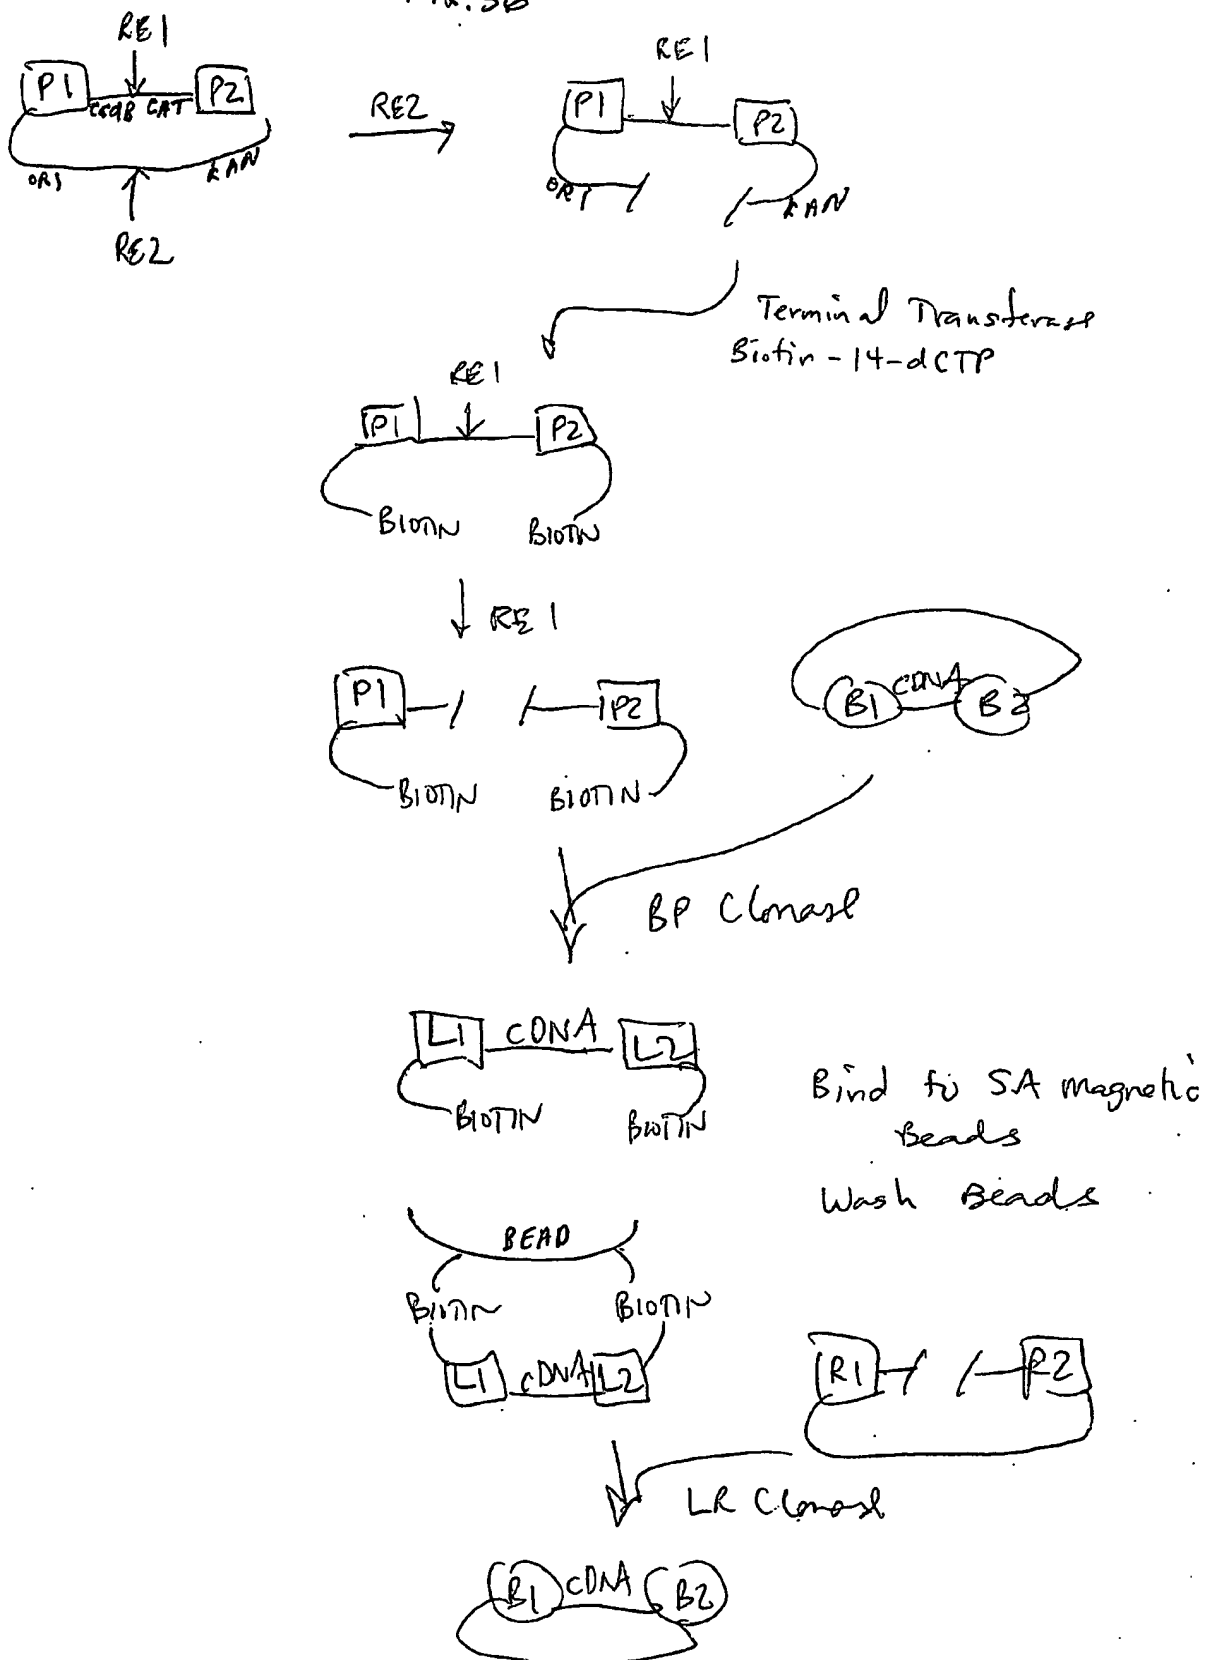 RE1
P1 ccdB CAT P2
ORI KAN
RE2
RE2
RE1
P1 P2
ORI KAN
Terminal Transferase
Biotin-14-dCTP
RE1
P1 P2
BIOTIN BIOTIN
RE1
P1 P2
BIOTIN BIOTIN
B1 cDNA B2
BP Clonase
L1 cDNA L2
BIOTIN BIOTIN
Bind to SA magnetic
Beads
Wash Beads
BEAD
BIOTIN BIOTIN
L1 cDNA L2
R1 R2
LR Clonase
B1 cDNA B2